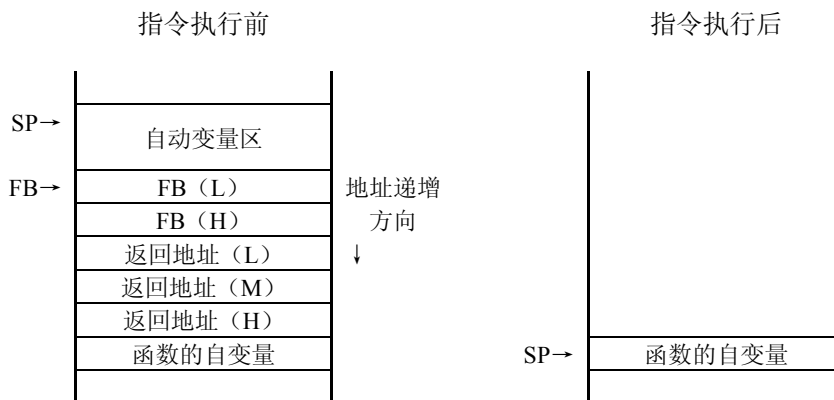 指令执行前
指令执行后
SP→
自动变量区
FB→
FB（L）
地址递增
FB（H）
方向
返回地址（L）
↓
返回地址（M）
返回地址（H）
函数的自变量
SP→
函数的自变量